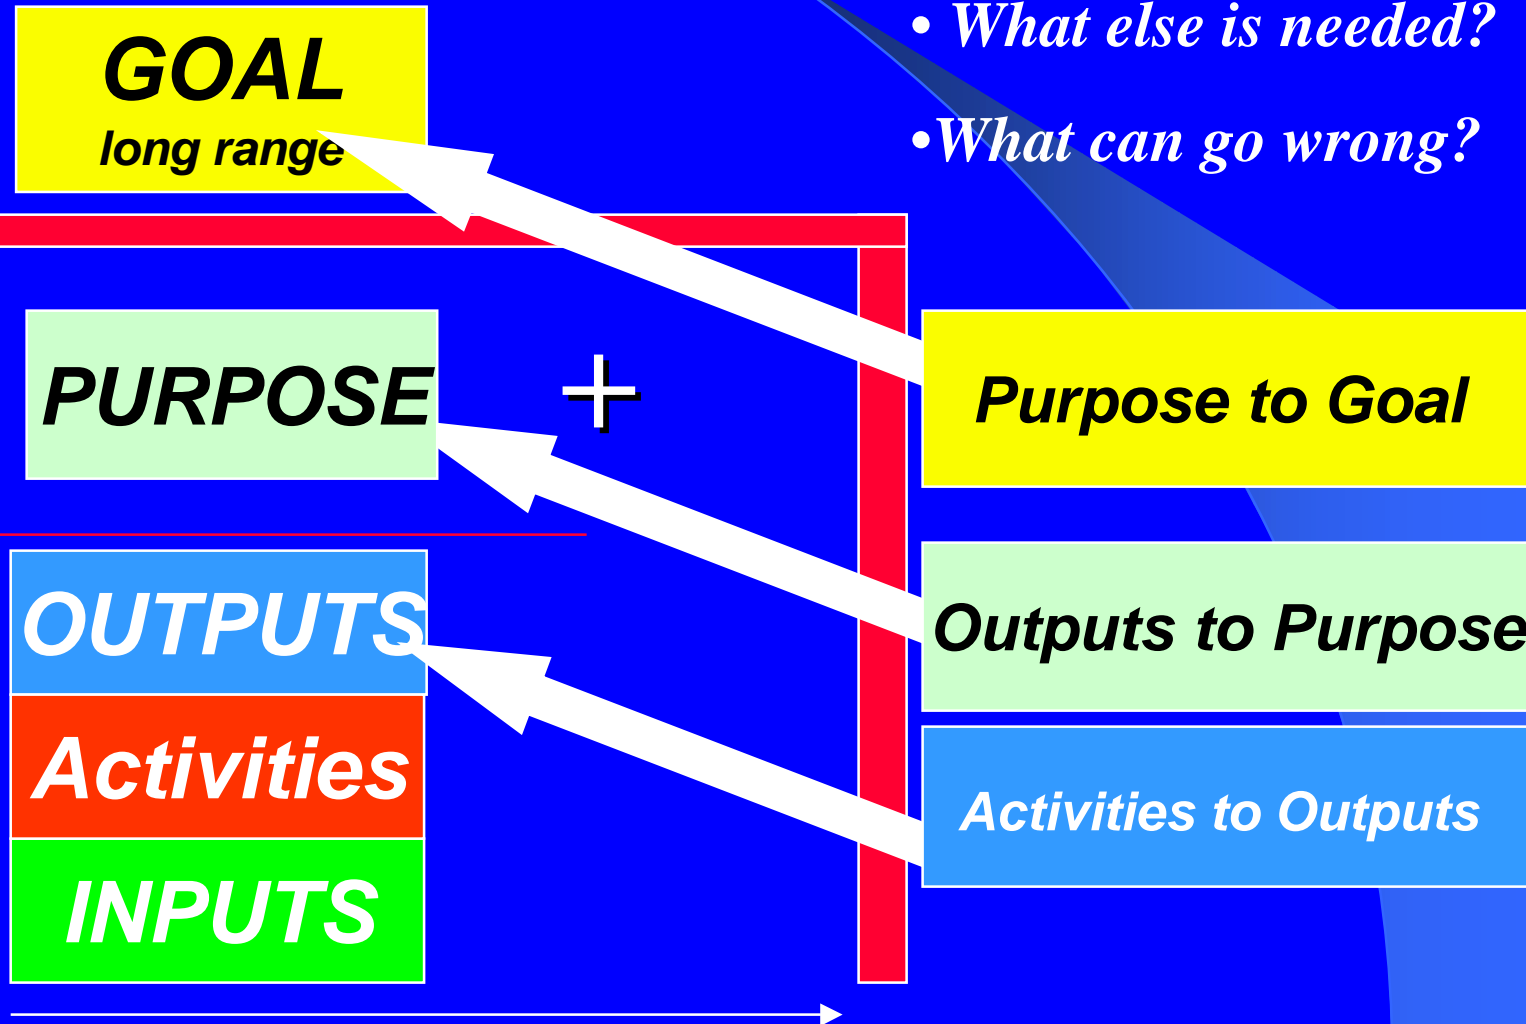 GOAL
long range
• What else is needed?
•What can go wrong?
PURPOSE
+
Purpose to Goal
OUTPUTS
Outputs to Purpose
Activities
Activities to Outputs
INPUTS